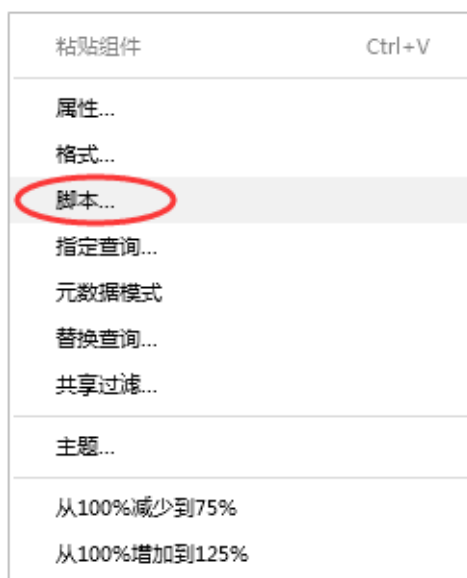 粘贴组件 Ctrl+V
属性...
格式...
脚本...
指定查询...
元数据模式
替换查询...
共享过滤...
主题...
从100%减少到75%
从100%增加到125%